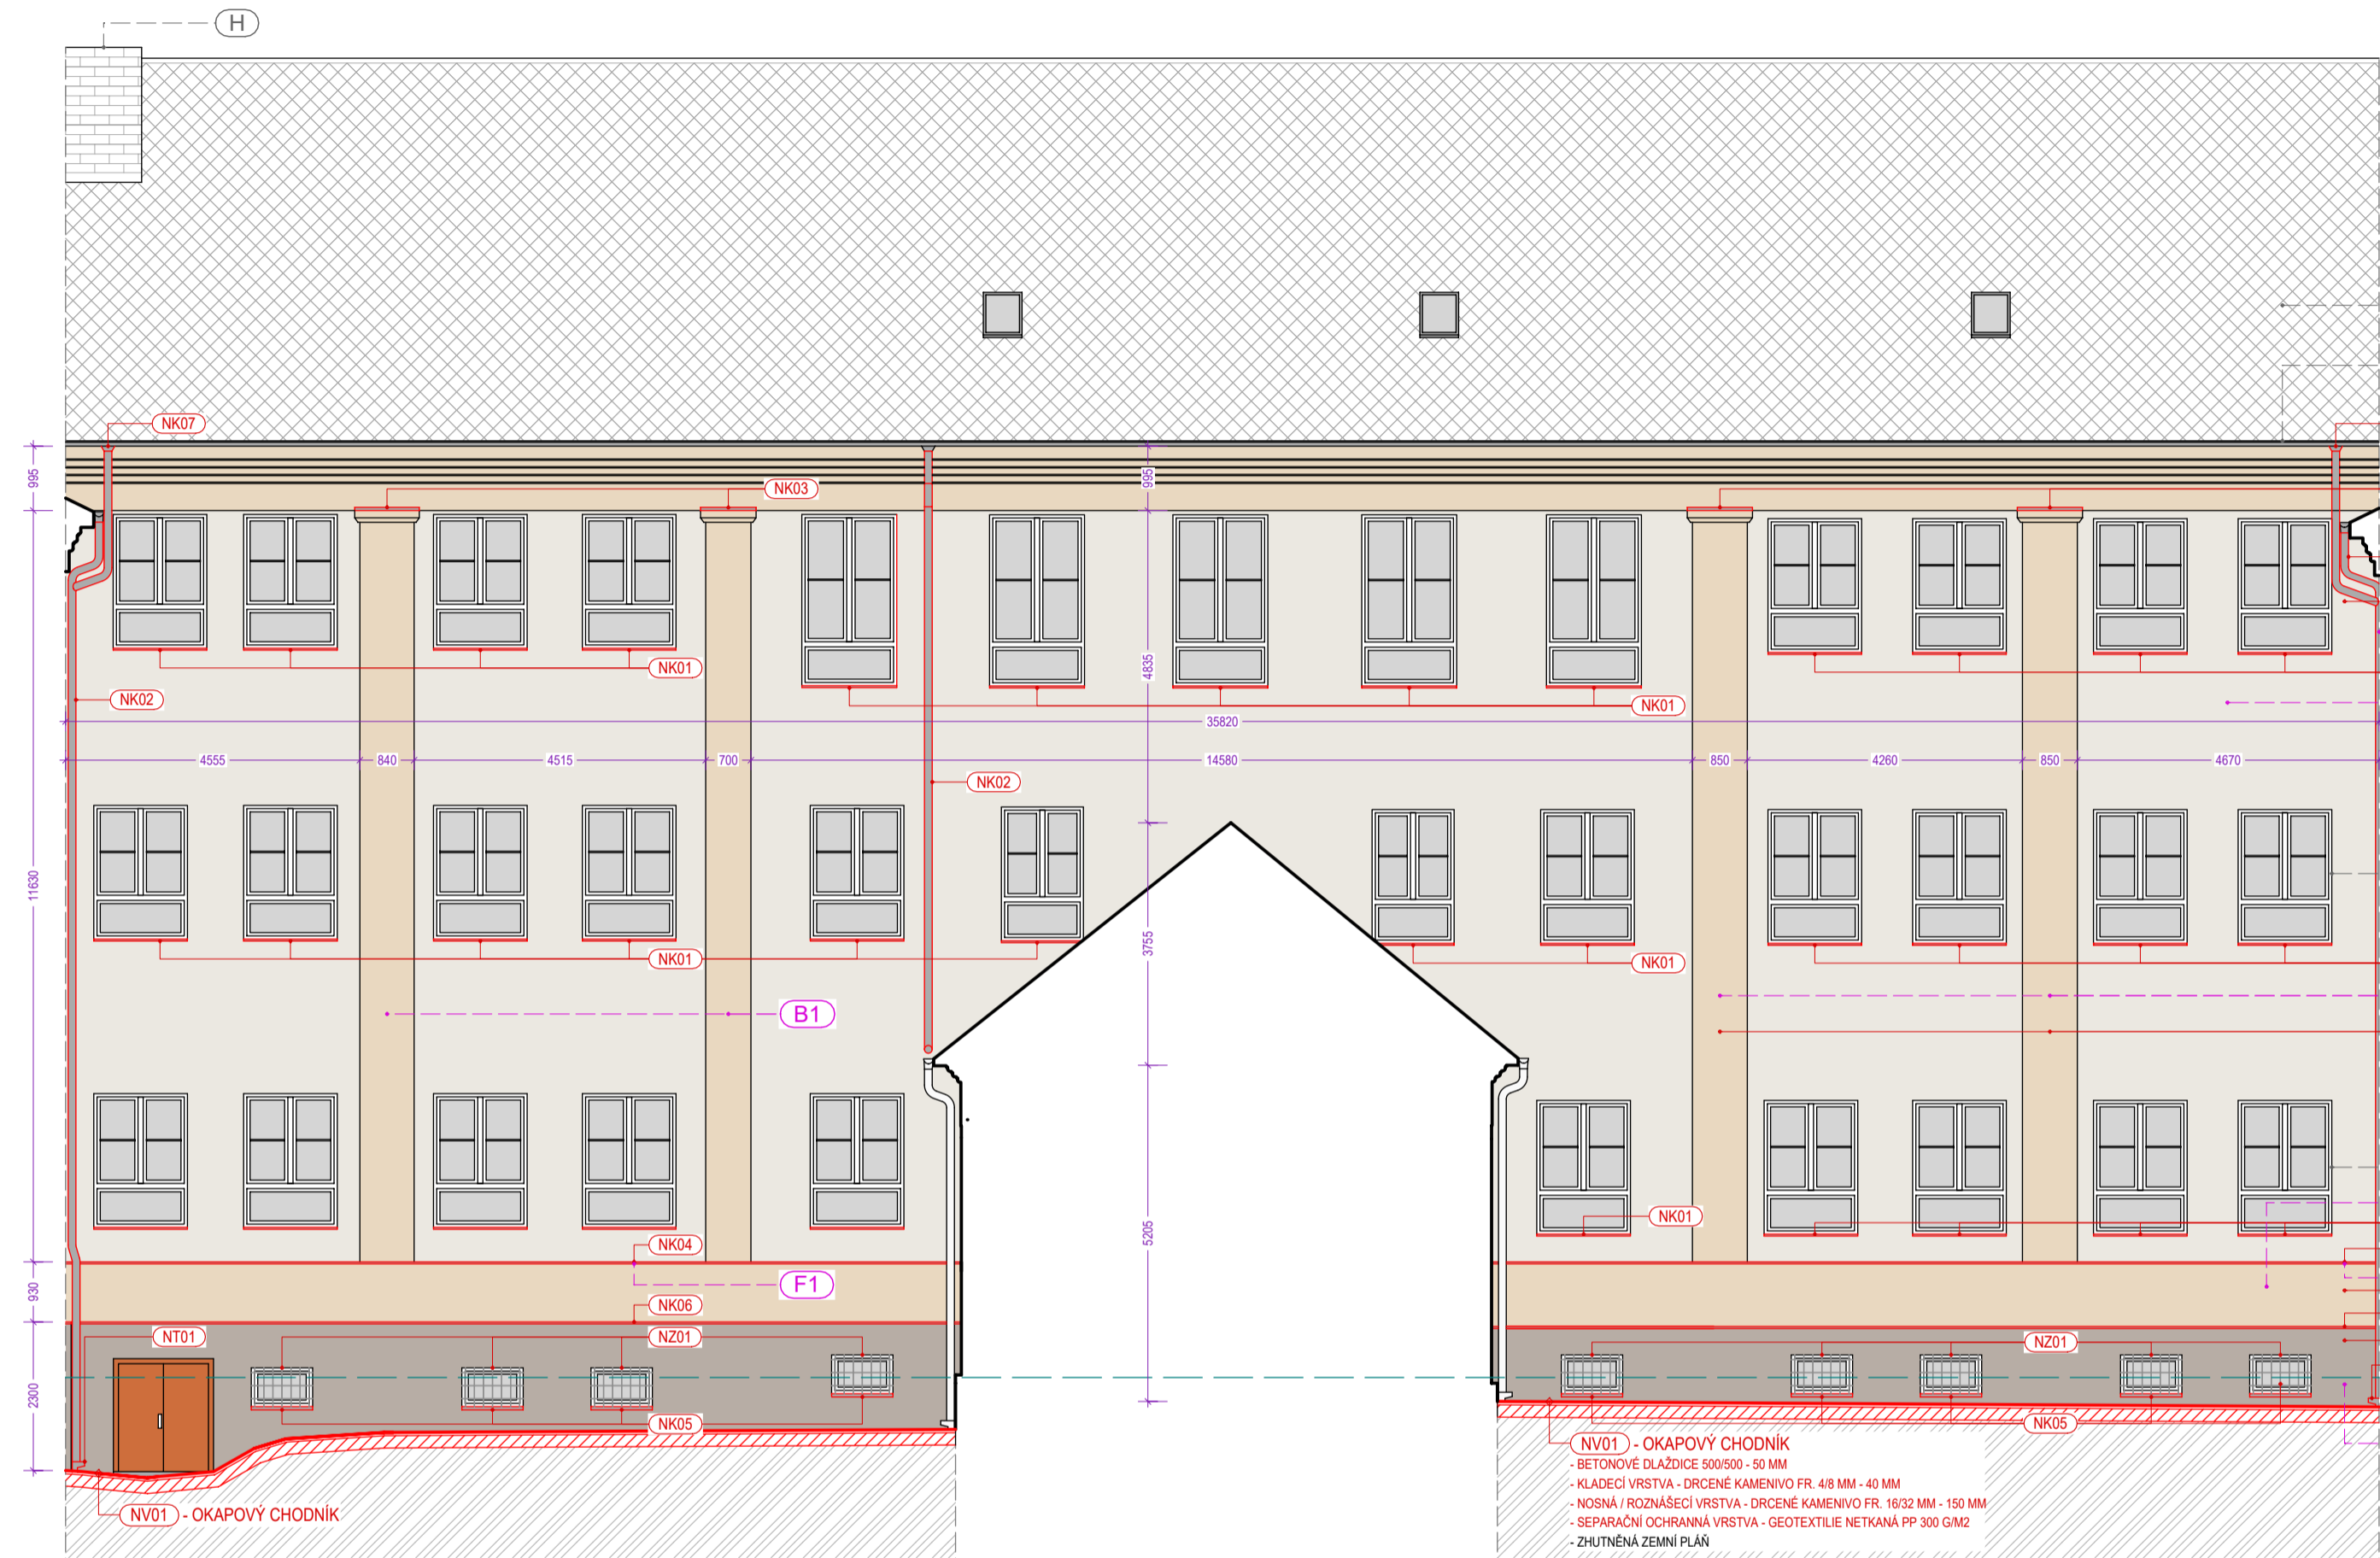 H
NK07
995
995
NK03
NK01
4835
NK02
NK01
35820
4555
840
4515
700
14580
850
4260
850
4670
NK02
11630
3755
NK01
NK01
B1
5205
NK01
NK04
F1
930
NK06
NT01
NZ01
NZ01
2300
NK05
NK05
NV01 - OKAPOVÝ CHODNÍK
- BETONOVÉ DLAŽDICE 500/500 - 50 MM
- KLADECÍ VRSTVA - DRCENÉ KAMENIVO FR. 4/8 MM - 40 MM
- NOSNÁ / ROZNÁŠECÍ VRSTVA - DRCENÉ KAMENIVO FR. 16/32 MM - 150 MM
NV01 - OKAPOVÝ CHODNÍK
- SEPARAČNÍ OCHRANNÁ VRSTVA - GEOTEXTILIE NETKANÁ PP 300 G/M2
- ZHUTNĚNÁ ZEMNÍ PLÁŇ